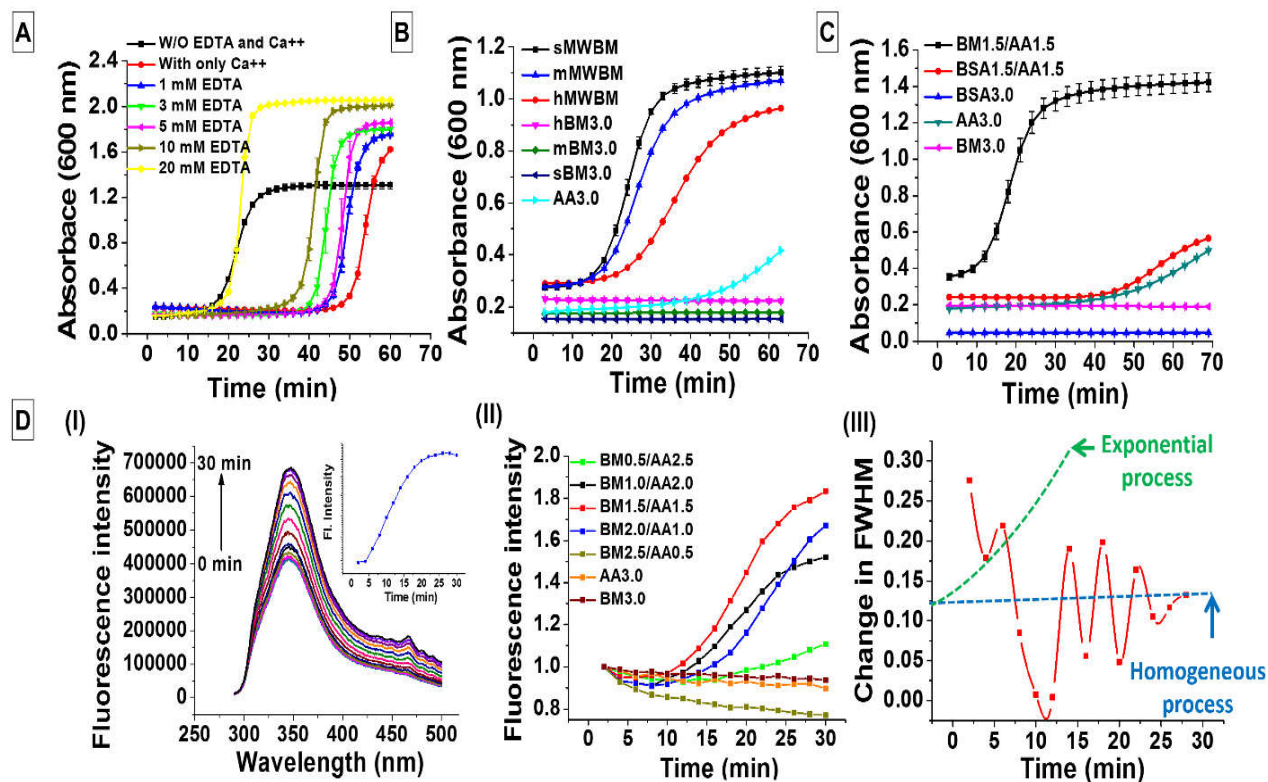 A
Absorbace (600 nm)
2.4
2.0
1.6
1.2
0.8
0.4
0.0
W/O EDTA and Ca++
With only Ca++
1 mM EDTA
3 mM EDTA
5 mM EDTA
10 mM EDTA
20 mM EDTA
0 10 20 30 40 50 60 70
Time (min)
B
Absorbance (600 nm)
1.2
1.0
0.8
0.6
0.4
0.2
sMWBM
mMWBM
hMWBM
hBM3.0
mBM3.0
sBM3.0
AA3.0
0 10 20 30 40 50 60 70
Time (min)
C
Absorbance (600 nm)
1.6
1.4
1.2
1.0
0.8
0.6
0.4
0.2
0.0
BM1.5/AA1.5
BSA1.5/AA1.5
BSA3.0
AA3.0
BM3.0
0 10 20 30 40 50 60 70
Time (min)
D
(I)
Fluorescence intensity
700000
600000
500000
400000
300000
200000
100000
0
30 min
0 min
Fl. Intensity
0 5 10 15 20 25 30
Time (min)
250 300 350 400 450 500
Wavelength (nm)
(II)
Fluorescence intensity
2.0
1.8
1.6
1.4
1.2
1.0
0.8
BM0.5/AA2.5
BM1.0/AA2.0
BM1.5/AA1.5
BM2.0/AA1.0
BM2.5/AA0.5
AA3.0
BM3.0
0 5 10 15 20 25 30
Time (min)
(III)
Change in FWHM
0.30
0.25
0.20
0.15
0.10
0.05
0.00
Exponential
process
Homogeneous
process
0 5 10 15 20 25 30
Time (min)